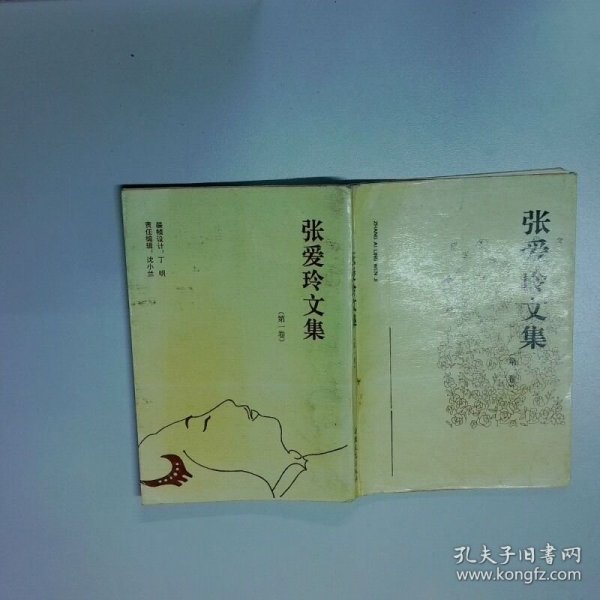 装帧设计：丁 明
责任编辑：沈小兰
张爱玲文集
（第一卷）
ZHANG AI LING WEN JI
张爱玲文集
孔夫子旧书网
www.kongfz.com